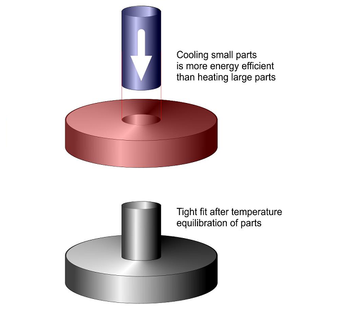 Cooling small parts
is more energy efficient
than heating large parts
Tight fit after temperature
equilibration of parts